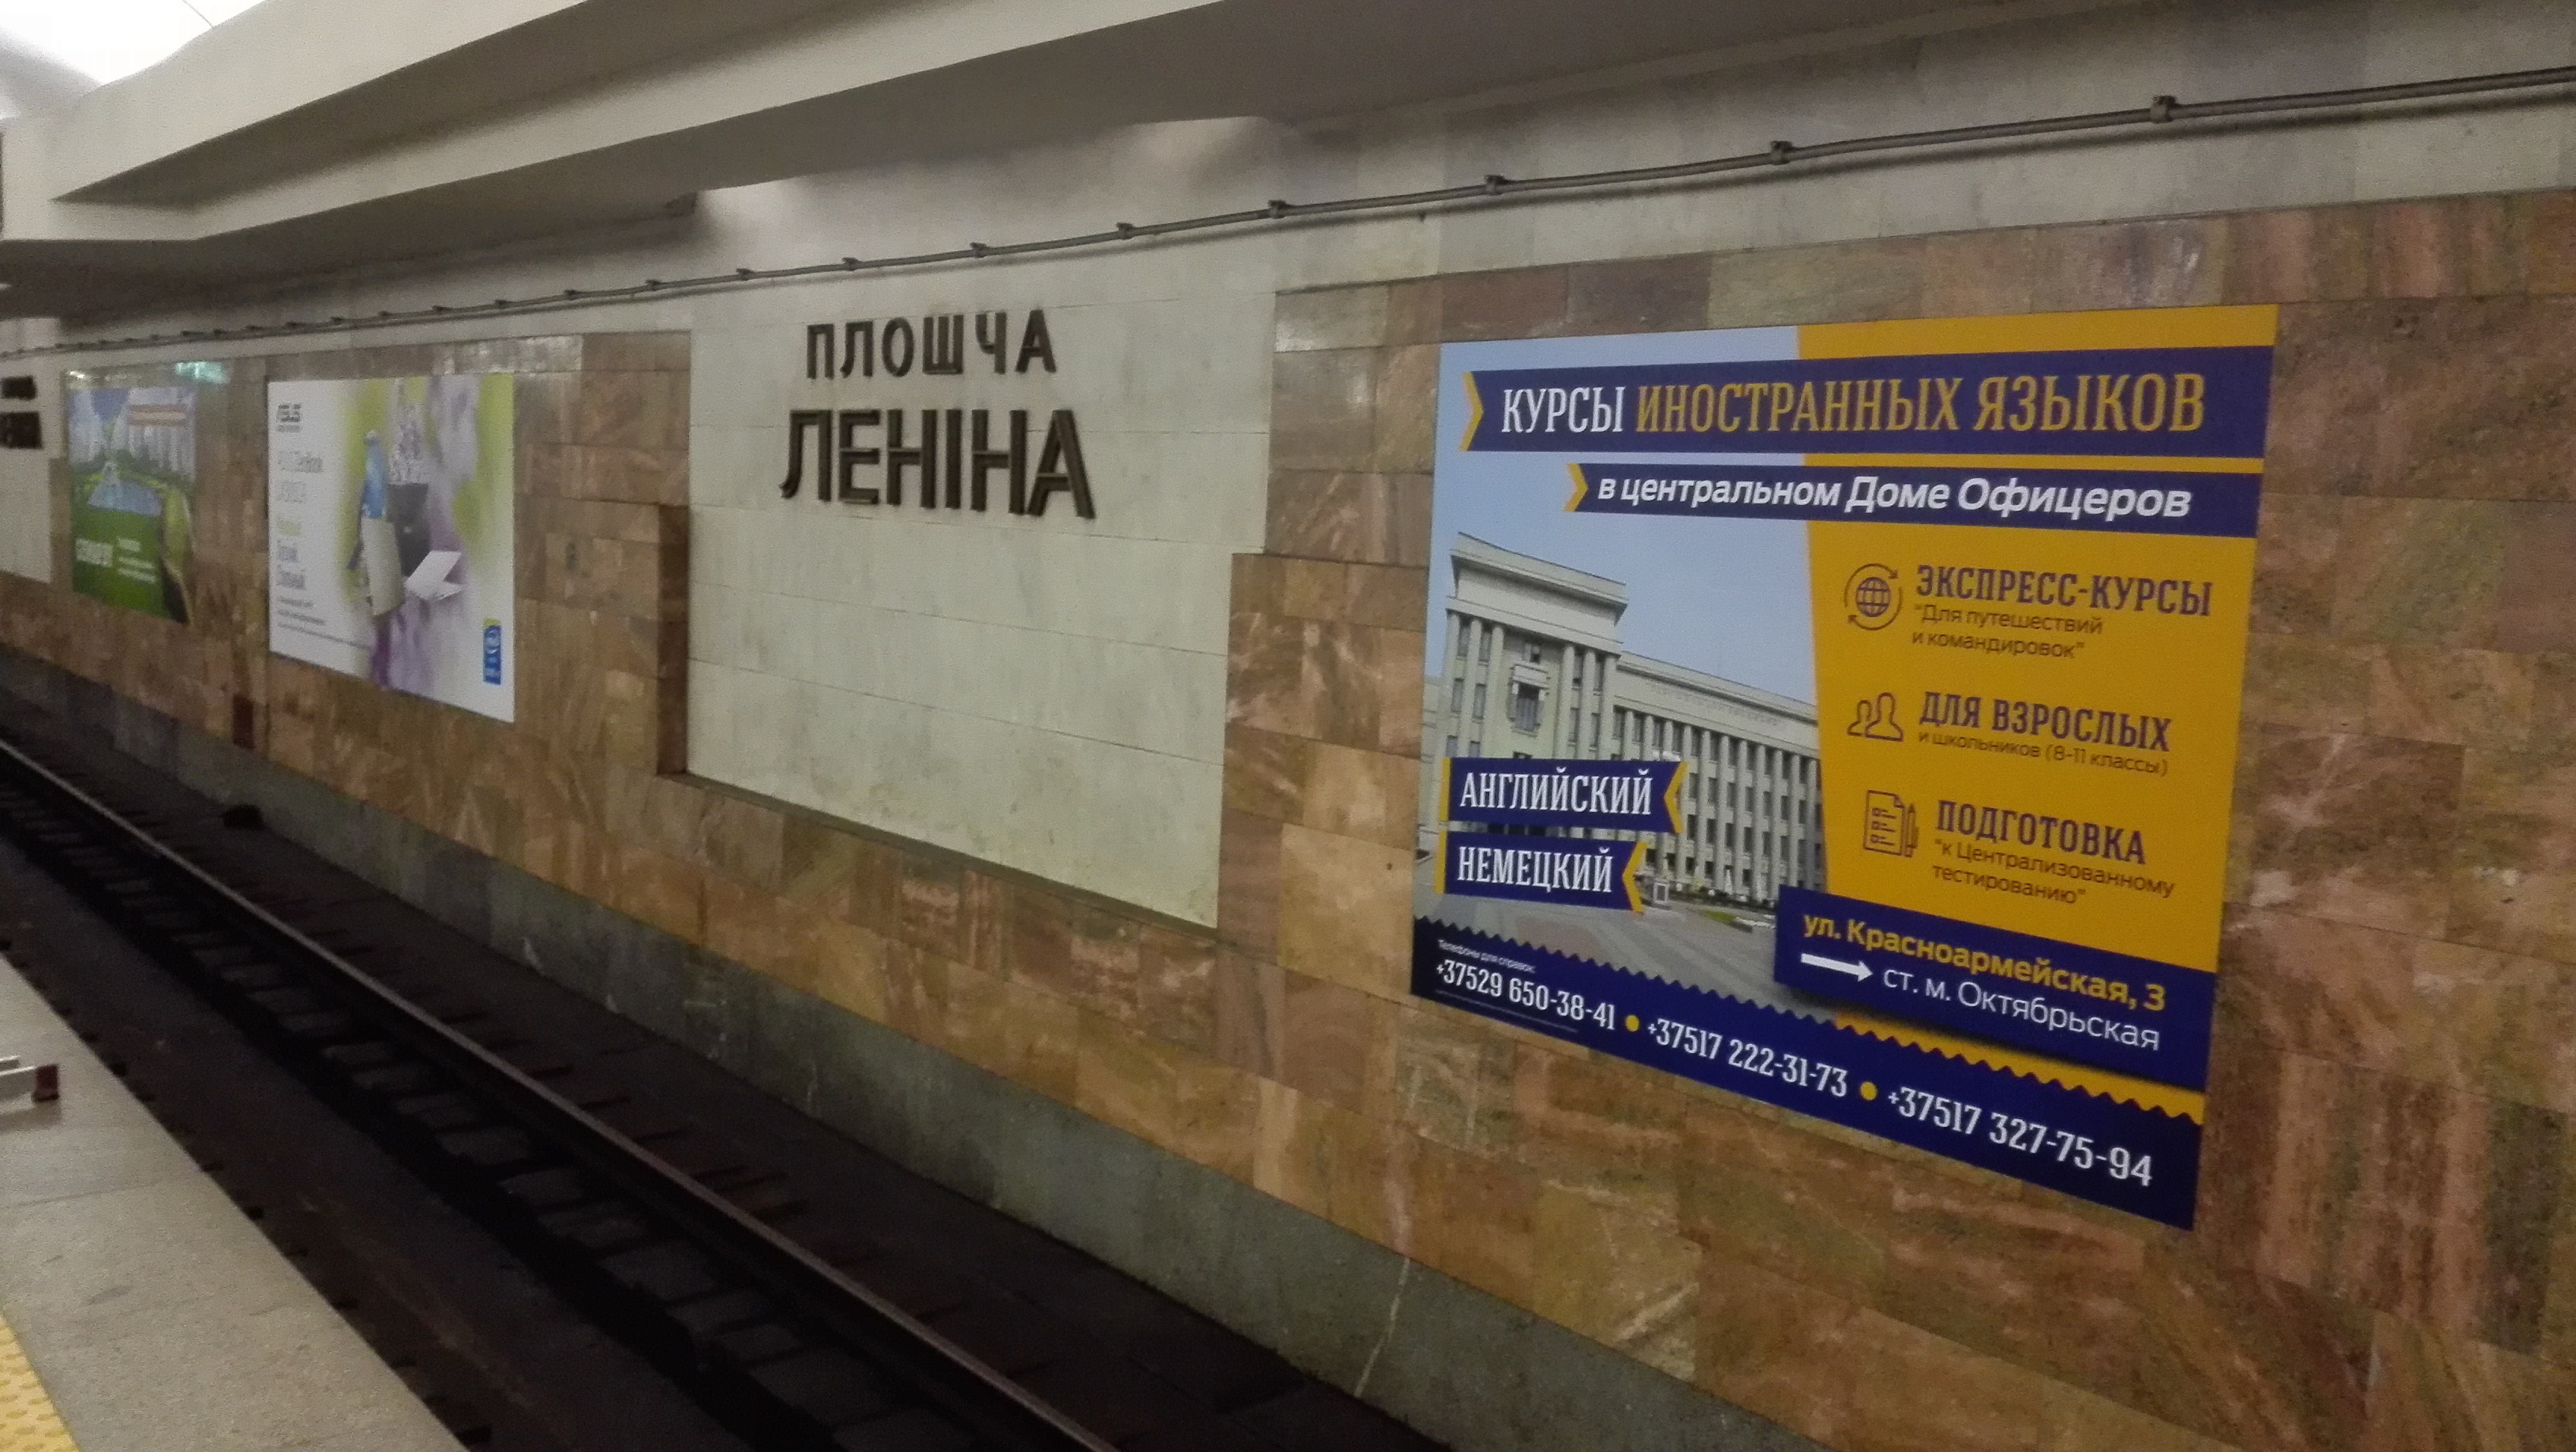 ПЛОШЧА
ЛЕНІНА
ASUS
КУРСЫ ИНОСТРАННЫХ ЯЗЫКОВ
в центральном Доме Офицеров
ЭКСПРЕСС-КУРСЫ
"Для путешествий
и командировок"
ДЛЯ ВЗРОСЛЫХ
и школьников (8-11 классы)
ПОДГОТОВКА
"к Централизованному
тестированию"
АНГЛИЙСКИЙ
НЕМЕЦКИЙ
ул. Красноармейская, 3
ст. м. Октябрьская
Телефоны для справок:
+37529 650-38-41 • +37517 222-31-73 • +37517 327-75-94